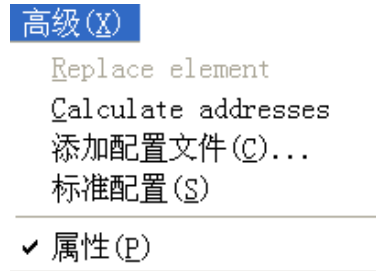 高级(X)
Replace element
Calculate addresses
添加配置文件(C)...
标准配置(S)
属性(P)